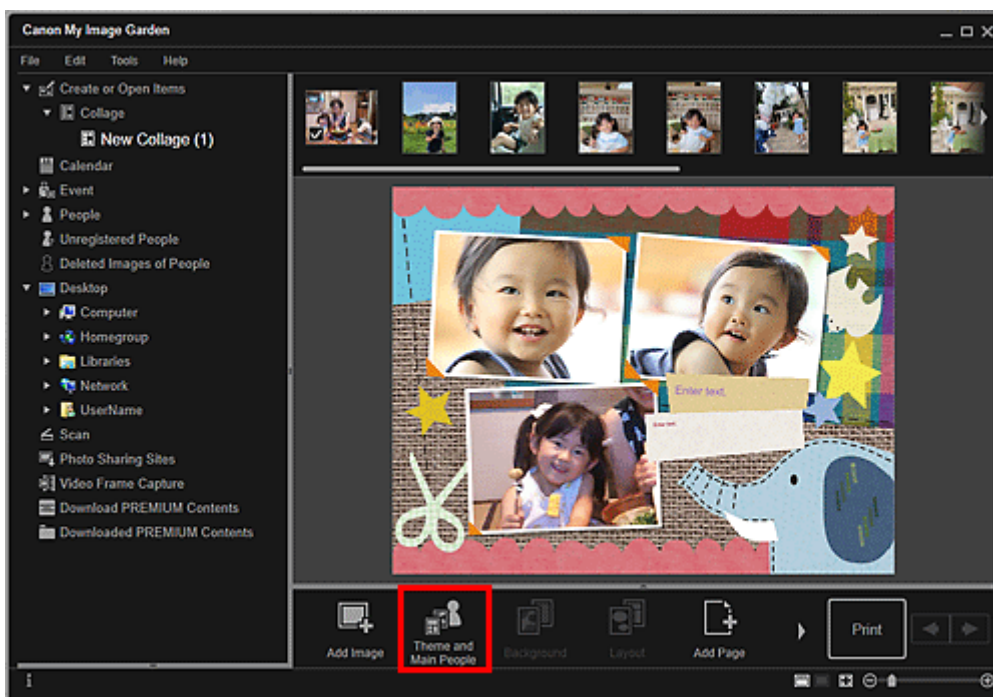 Canon My Image Garden
File Edit Tools Help
Create or Open Items
Collage
New Collage (1)
Calendar
Event
People
Unregistered People
Deleted Images of People
Desktop
Computer
Homegroup
Libraries
Network
UserName
Scan
Photo Sharing Sites
Video Frame Capture
Download PREMIUM Contents
Downloaded PREMIUM Contents
Enter text.
Enter text.
Add Image
Theme and
Main People
Background
Layout
Add Page
Print